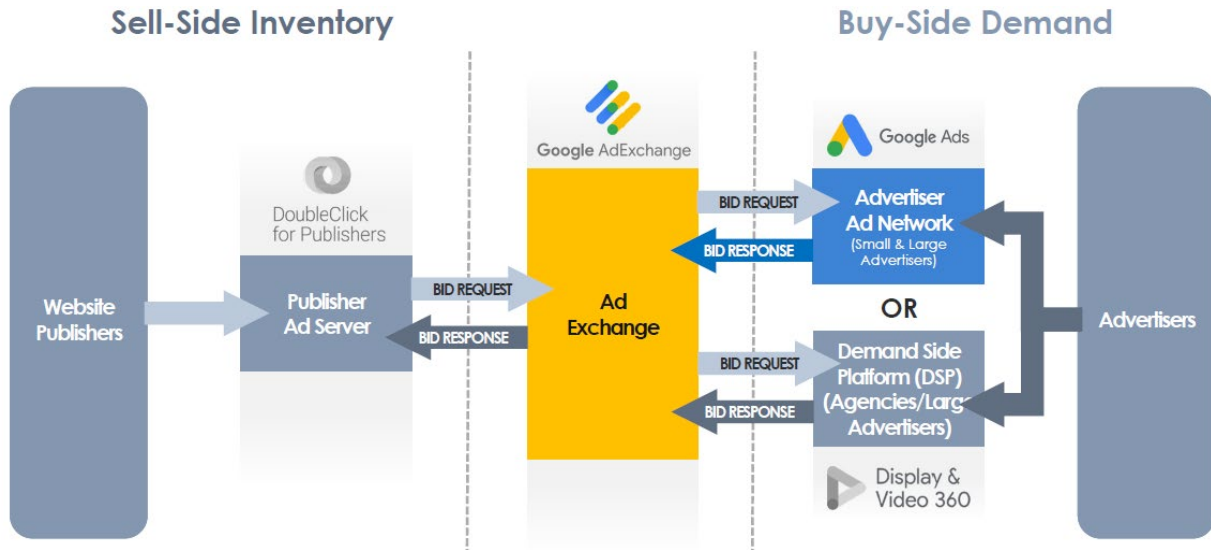 Sell-Side Inventory
Buy-Side Demand
Website
Publishers
DoubleClick
for Publishers
Publisher
Ad Server
BID REQUEST
BID RESPONSE
Google AdExchange
Ad
Exchange
BID REQUEST
BID RESPONSE
BID REQUEST
BID RESPONSE
Google Ads
Advertiser
Ad Network
(Small & Large
Advertisers)
OR
Demand Side
Platform (DSP)
(Agencies/Large
Advertisers)
Display &
Video 360
Advertisers